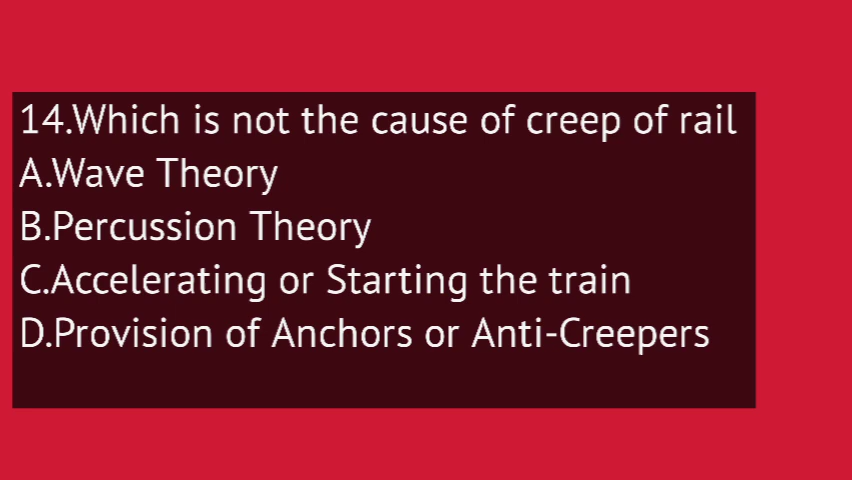 14.Which is not the cause of creep of rail
A.Wave Theory
B.Percussion Theory
C.Accelerating or Starting the train
D.Provision of Anchors or Anti-Creepers